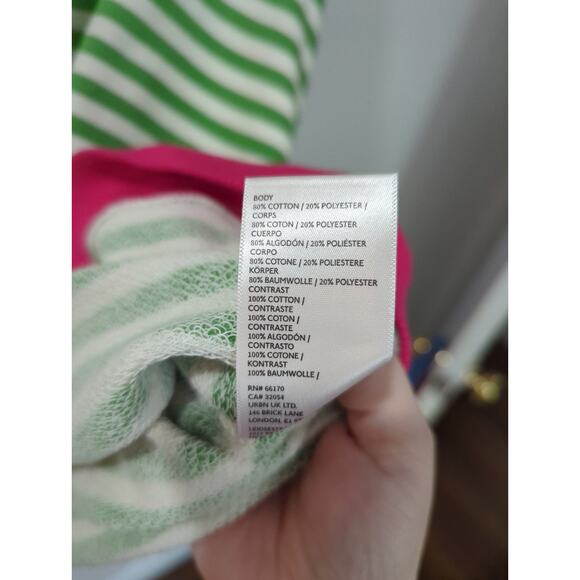 BODY
80% COTTON / 20% POLYESTER /
CORPS
80% COTON / 20% POLYESTER
CUERPO
80% ALGODÓN / 20% POLIÉSTER
CORPO
80% COTONE / 20% POLIESTERE
KÖRPER
80% BAUMWOLLE / 20% POLYESTER
CONTRAST
100% COTTON /
CONTRASTE
100% COTON /
CONTRASTE
100% ALGODÓN /
CONTRASTO
100% COTONE /
KONTRAST
100% BAUMWOLLE /
RN# 66170
CA# 32054
URBN UK LTD.
146 BRICK LANE
LONDON, E1